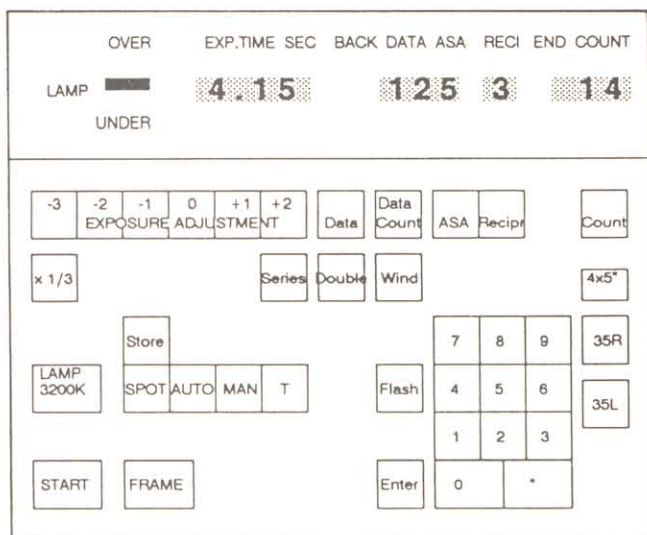 OVER EXP.TIME SEC BACK DATA ASA RECI END COUNT
LAMP 4.15 125 3 14
UNDER
-3 -2 -1 0 +1 +2 Data Data Count ASA Recipr Count
EXPOSURE ADJUSTMENT
x 1/3 Series Double Wind 4x5"
Store 7 8 9 35R
LAMP 3200K SPOT AUTO MAN T Flash 4 5 6 35L
1 2 3
START FRAME Enter 0 *